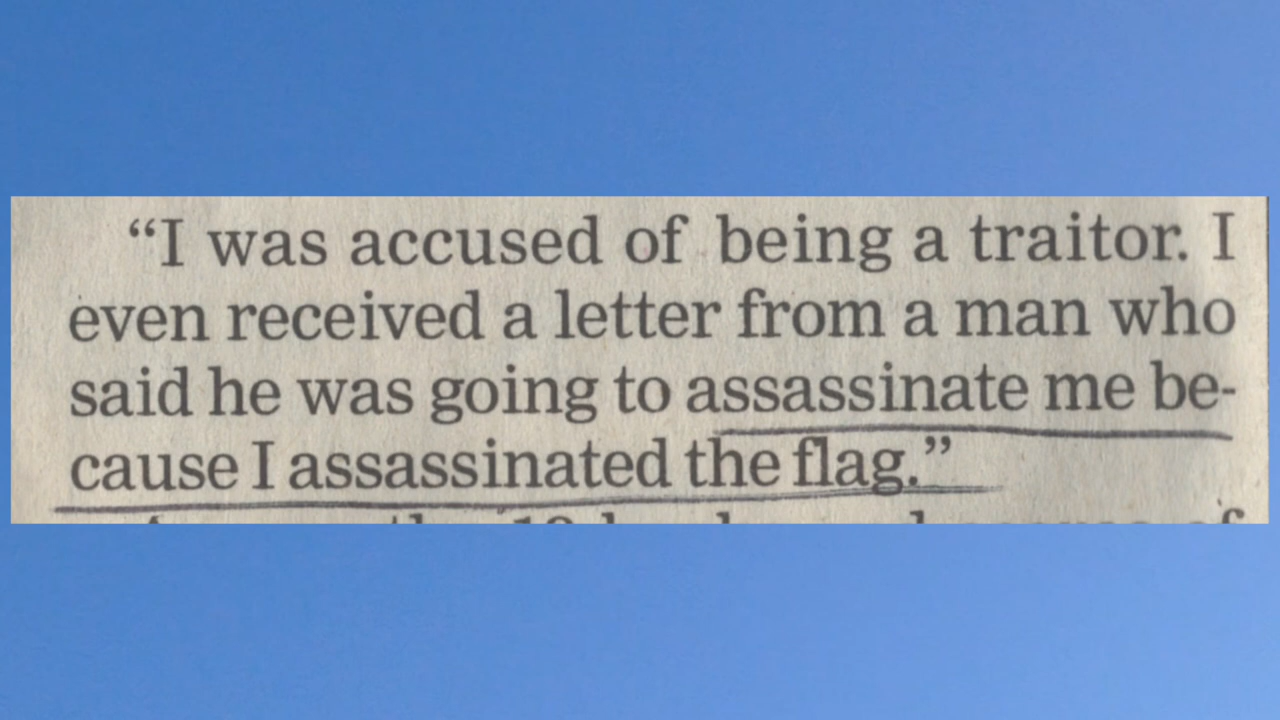 “I was accused of being a traitor. I
even received a letter from a man who
said he was going to assassinate me be-
cause I assassinated the flag.”